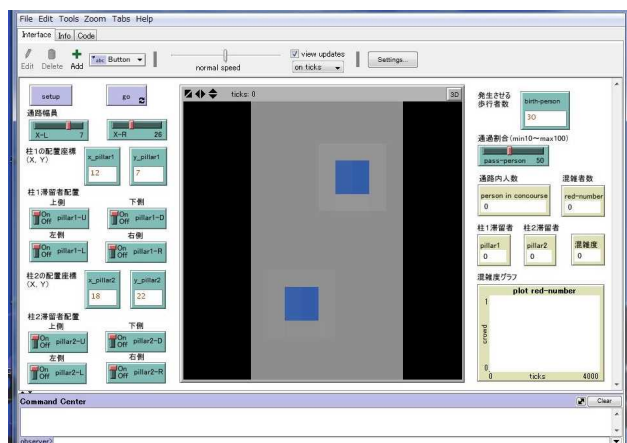 File Edit Tools Zoom Tabs Help
Interface Info Code
Edit Delete Add abc Button normal speed view updates on ticks Settings...
setup go ticks: 0 3D
通路幅員
X-L 7 X-R 26
柱1の配置座標
(X, Y)
x_pillar1
12
y_pillar1
7
柱1滞留者配置
上側 下側
On Off pillar1-U On Off pillar1-D
左側 右側
On Off pillar1-L On Off pillar1-R
柱2の配置座標
(X, Y)
x_pillar2
18
y_pillar2
22
柱2滞留者配置
上側 下側
On Off pillar2-U On Off pillar2-D
左側 右側
On Off pillar2-L On Off pillar2-R
発生させる
歩行者数
birth-person
30
通過割合(min10~max100)
pass-person 50
通路内人数 混雑者数
person in concourse
0
red-number
0
柱1滞留者 柱2滞留者
pillar1
0
pillar2
0
混雑度
0
混雑度グラフ
plot red-number
1
crowd
0
0 ticks 4000
Command Center Clear
observer>